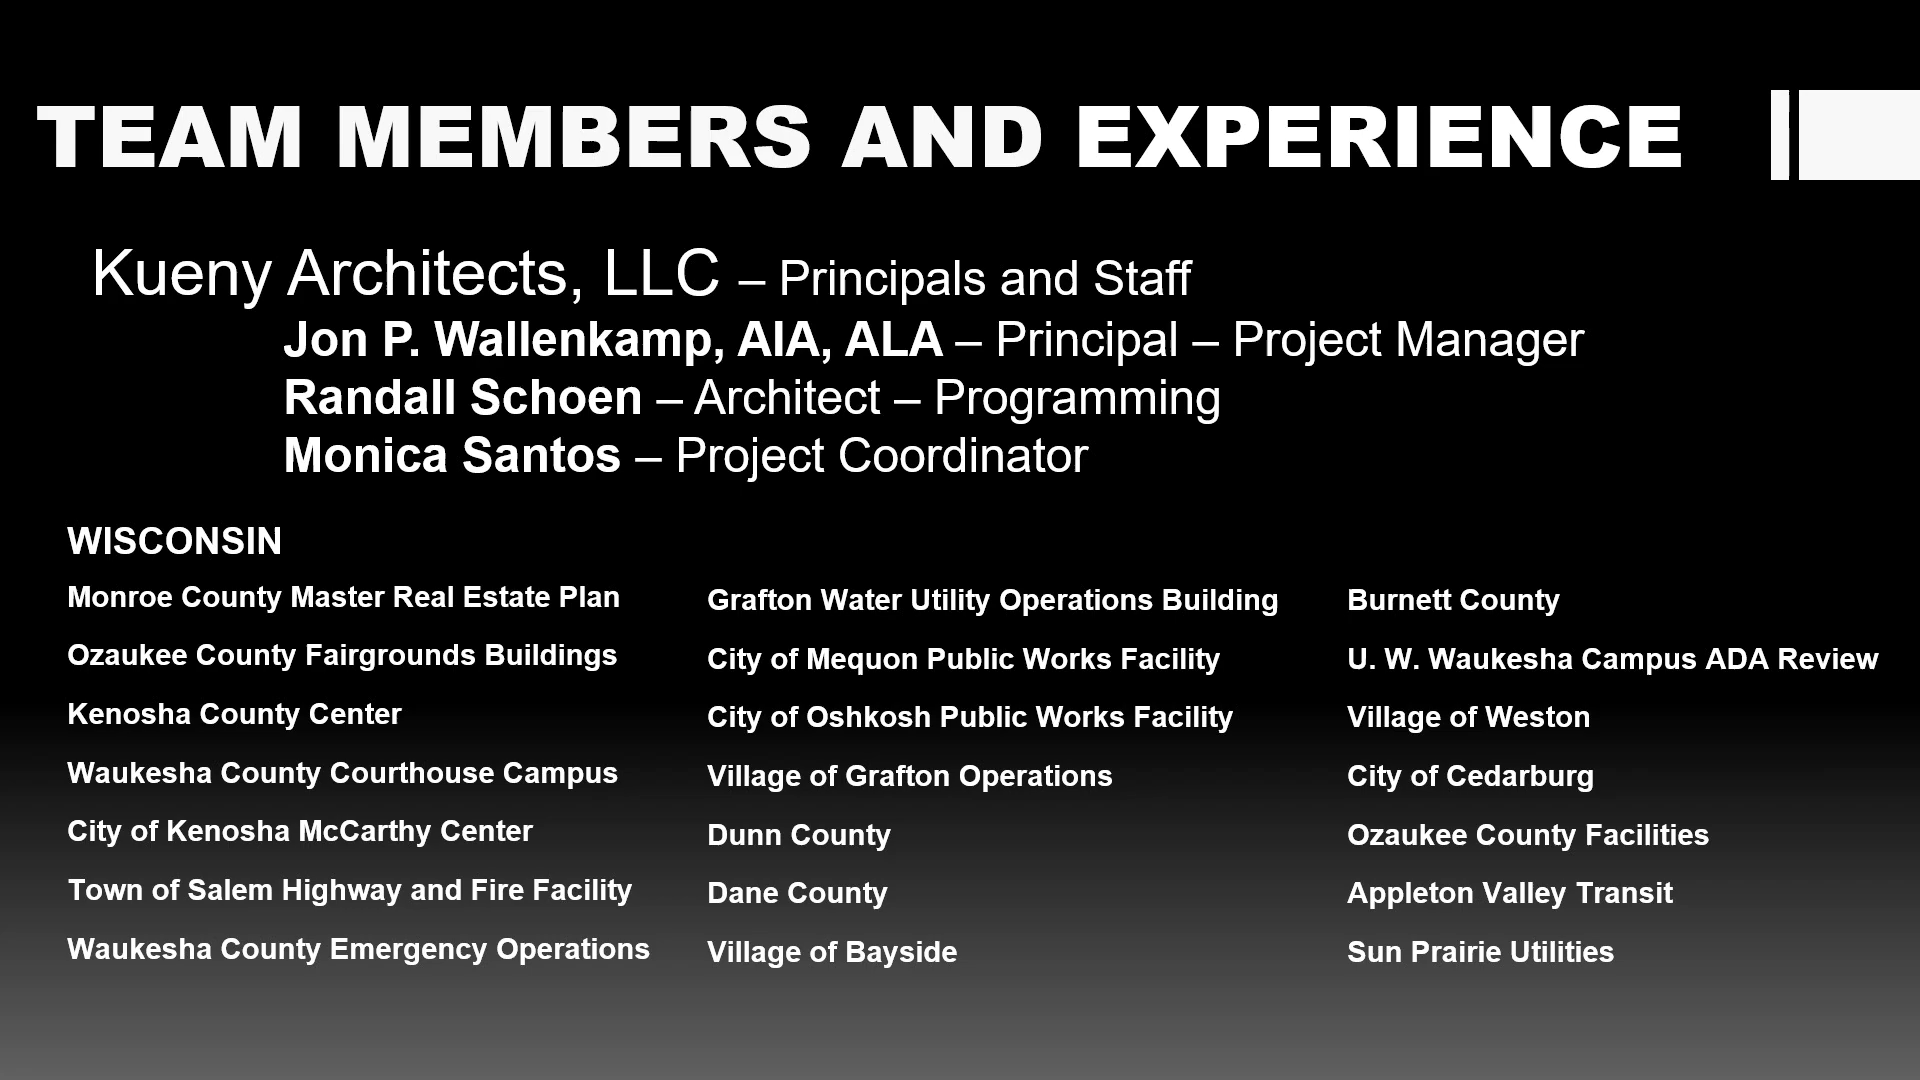 TEAM MEMBERS AND EXPERIENCE
Kueny Architects, LLC – Principals and Staff
Jon P. Wallenkamp, AIA, ALA – Principal – Project Manager
Randall Schoen – Architect – Programming
Monica Santos – Project Coordinator
WISCONSIN
Monroe County Master Real Estate Plan
Ozaukee County Fairgrounds Buildings
Kenosha County Center
Waukesha County Courthouse Campus
City of Kenosha McCarthy Center
Town of Salem Highway and Fire Facility
Waukesha County Emergency Operations
Grafton Water Utility Operations Building
City of Mequon Public Works Facility
City of Oshkosh Public Works Facility
Village of Grafton Operations
Dunn County
Dane County
Village of Bayside
Burnett County
U. W. Waukesha Campus ADA Review
Village of Weston
City of Cedarburg
Ozaukee County Facilities
Appleton Valley Transit
Sun Prairie Utilities